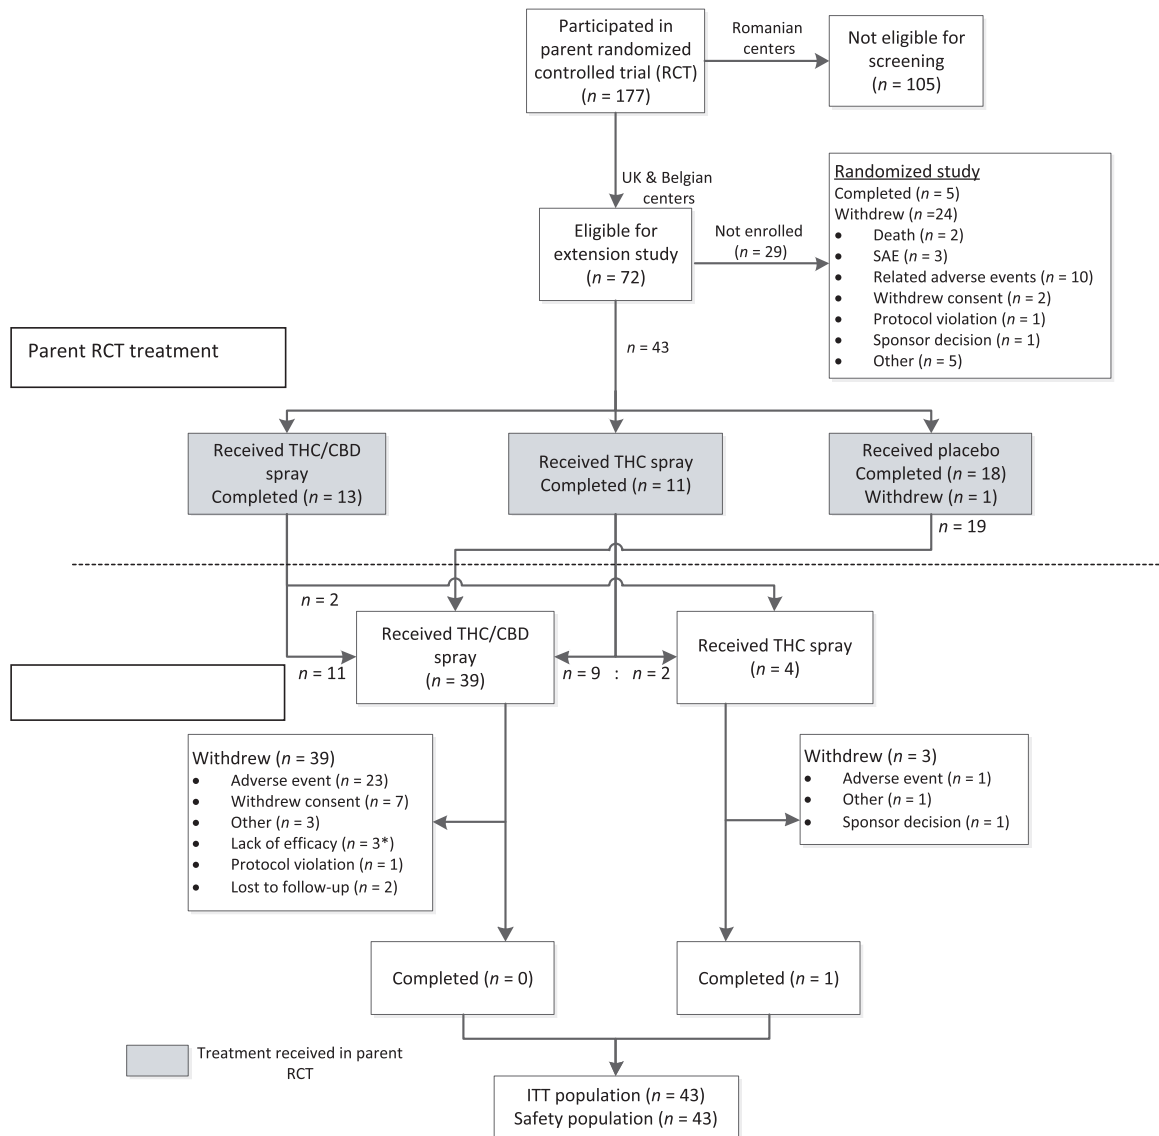 Participated in
parent randomized
controlled trial (RCT)
(n = 177)
Romanian
centers
Not eligible for
screening
(n = 105)
UK & Belgian
centers
Eligible for
extension study
(n = 72)
Not enrolled
(n = 29)
Randomized study
Completed (n = 5)
Withdrew (n =24)
• Death (n = 2)
• SAE (n = 3)
• Related adverse events (n = 10)
• Withdrew consent (n = 2)
• Protocol violation (n = 1)
• Sponsor decision (n = 1)
• Other (n = 5)
Parent RCT treatment
n = 43
Received THC/CBD
spray
Completed (n = 13)
Received THC spray
Completed (n = 11)
Received placebo
Completed (n = 18)
Withdrew (n = 1)
n = 19
n = 2
n = 11
Received THC/CBD
spray
(n = 39)
n = 9 : n = 2
Received THC spray
(n = 4)
Withdrew (n = 39)
• Adverse event (n = 23)
• Withdrew consent (n = 7)
• Other (n = 3)
• Lack of efficacy (n = 3*)
• Protocol violation (n = 1)
• Lost to follow-up (n = 2)
Withdrew (n = 3)
• Adverse event (n = 1)
• Other (n = 1)
• Sponsor decision (n = 1)
Completed (n = 0)
Completed (n = 1)
Treatment received in parent
RCT
ITT population (n = 43)
Safety population (n = 43)